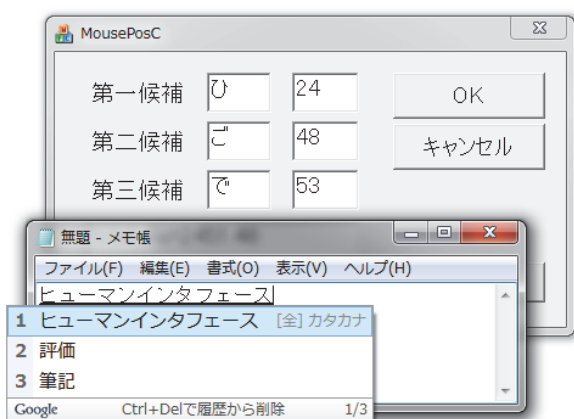 MousePosC
第一候補 ひ 24 OK
第二候補 ご 48 キャンセル
第三候補 で 53
無題 - メモ帳
ファイル(F) 編集(E) 書式(O) 表示(V) ヘルプ(H)
ヒューマンインタフェース
1 ヒューマンインタフェース [全] カタカナ
2 評価
3 筆記
Google Ctrl+Delで履歴から削除 1/3